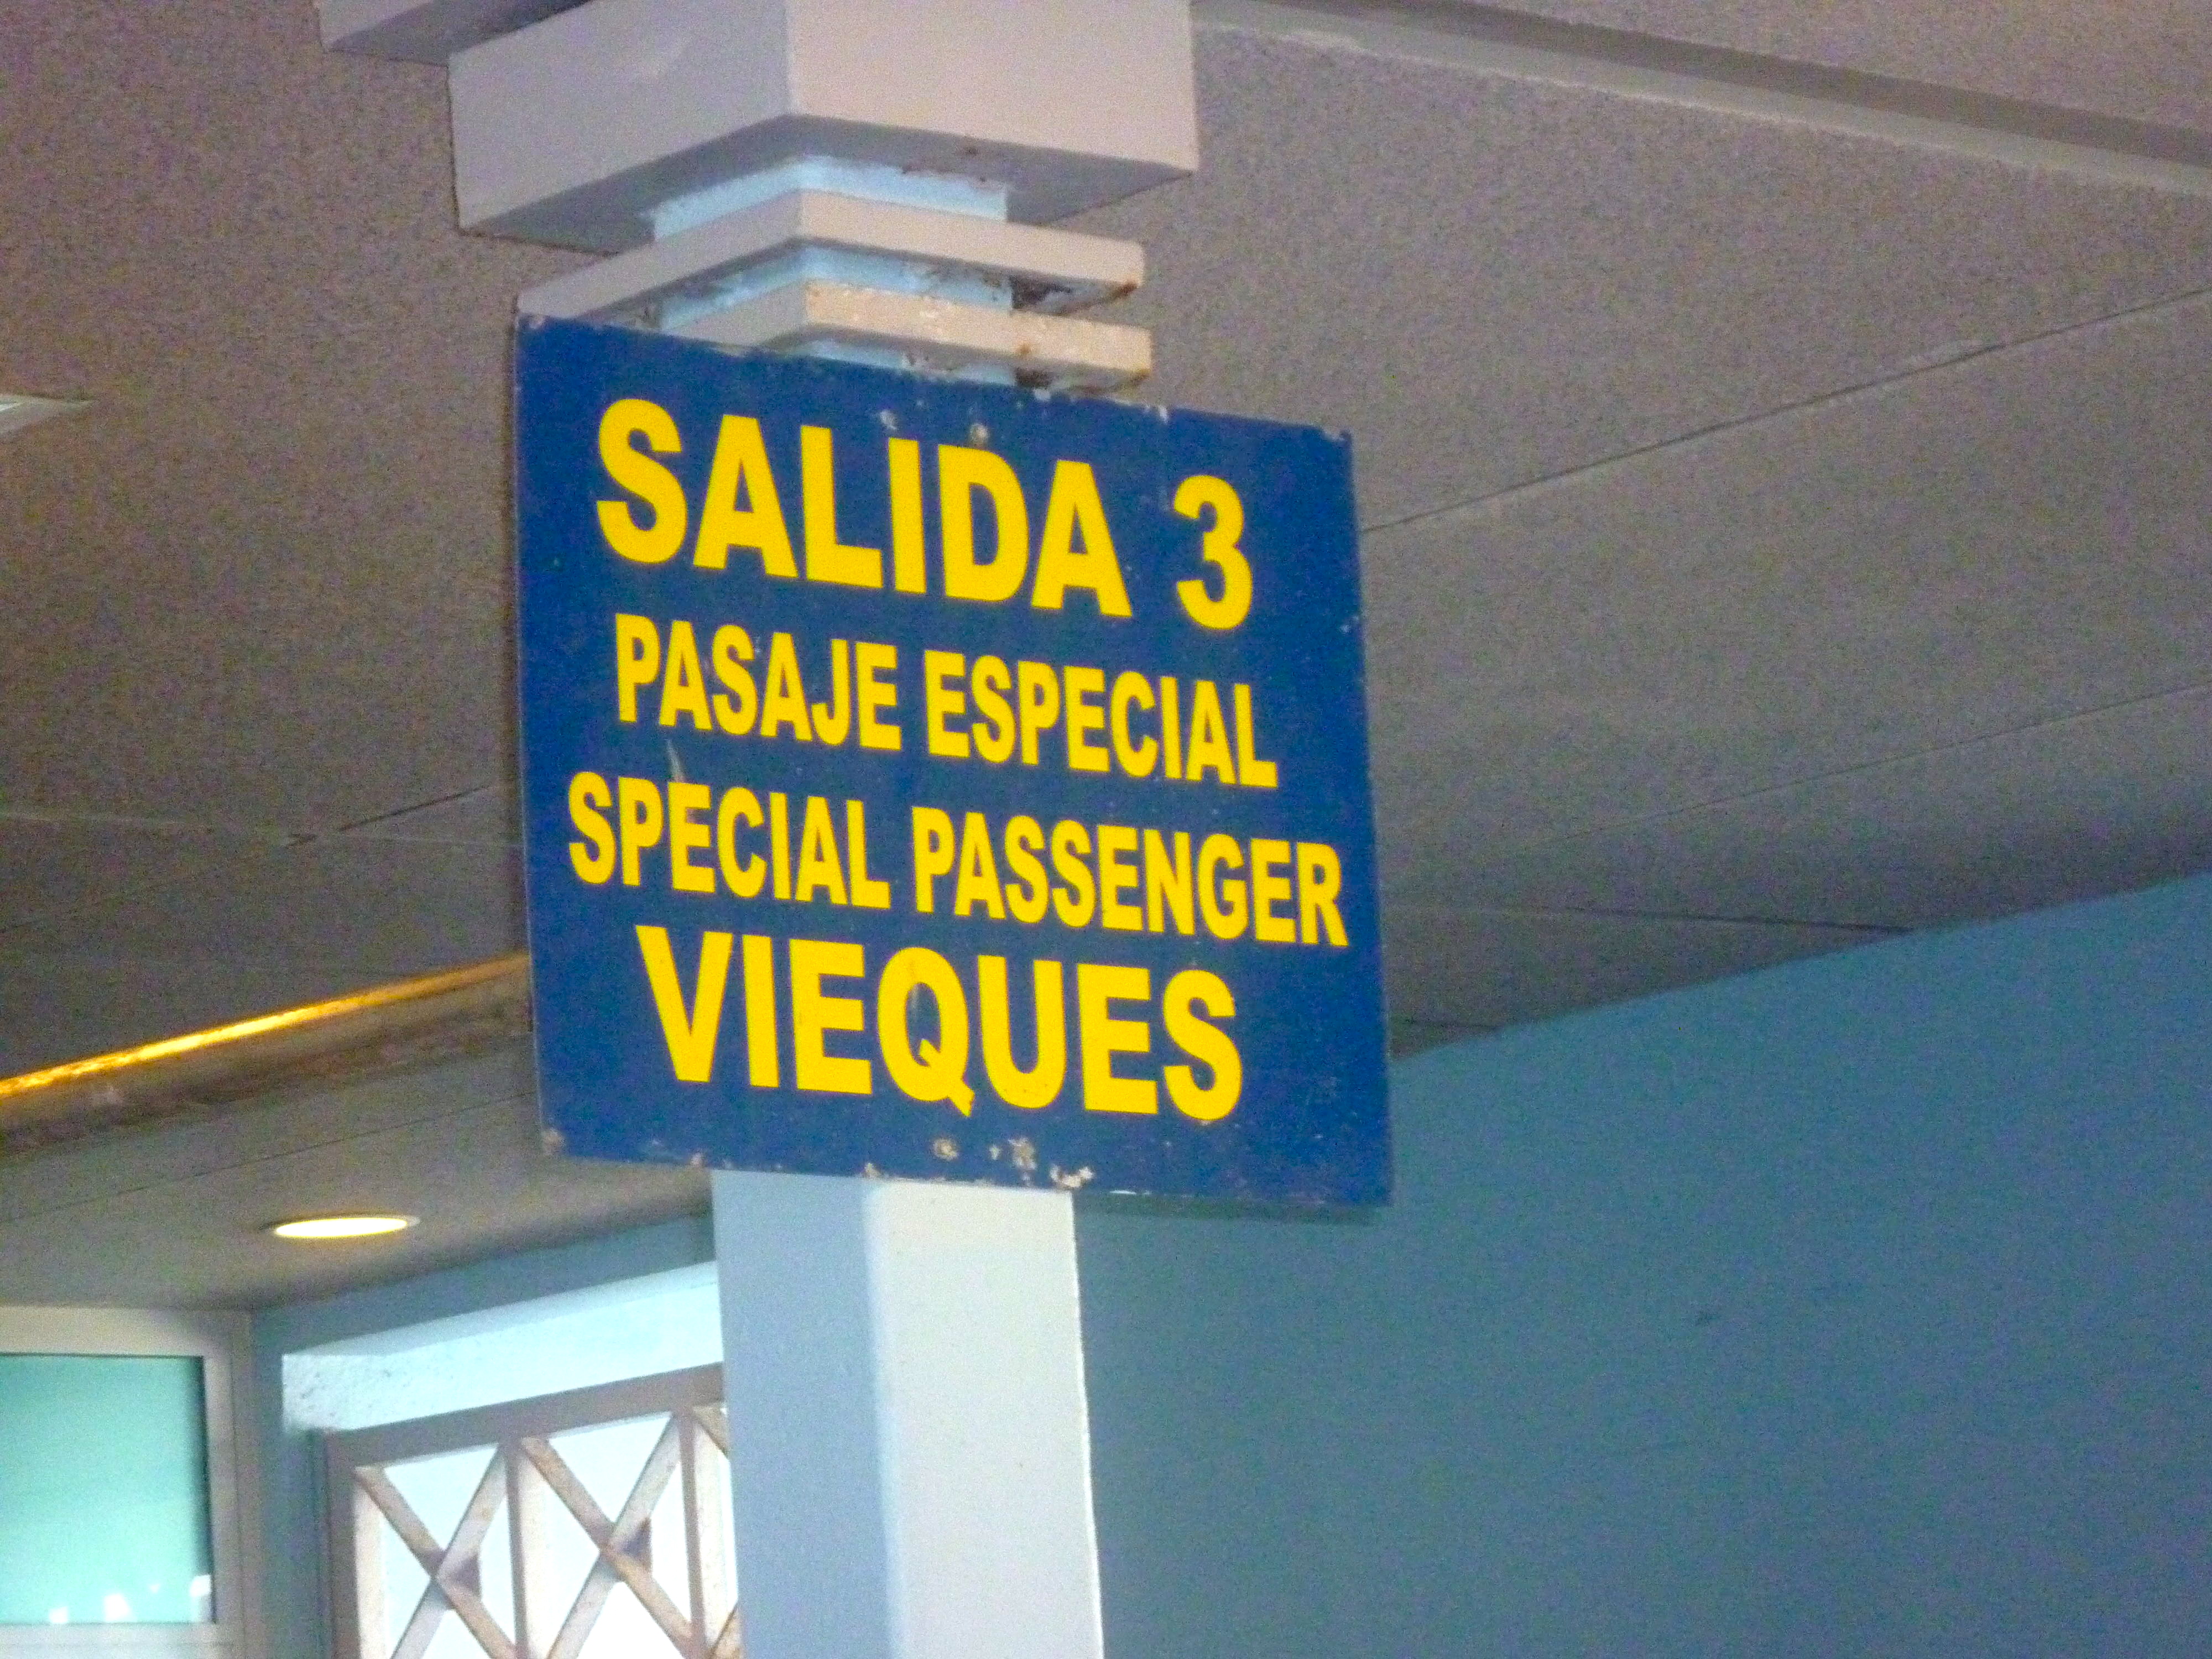 SALIDA 3
PASAJE ESPECIAL
SPECIAL PASSENGER
VIEQUES